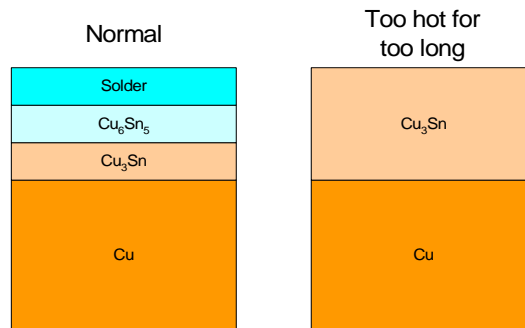 Normal
Solder
Cu₆Sn₅
Cu₃Sn
Cu
Too hot for
too long
Cu₃Sn
Cu